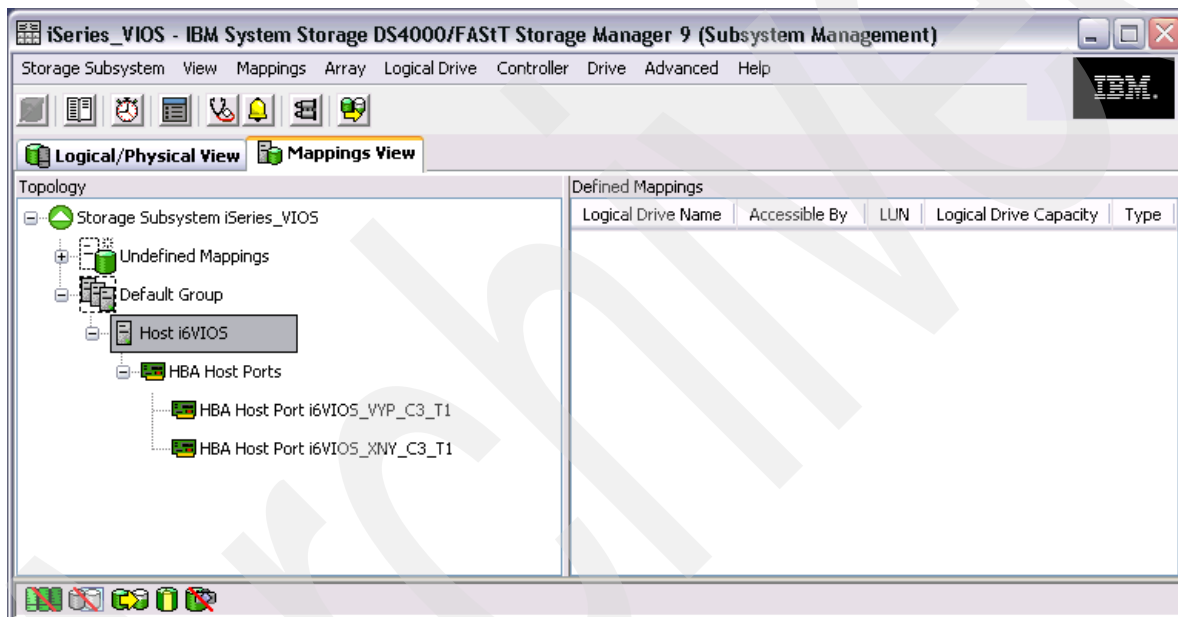 iSeries_VIOS - IBM System Storage DS4000/FAStT Storage Manager 9 (Subsystem Management)
Storage Subsystem View Mappings Array Logical Drive Controller Drive Advanced Help
IBM.
Logical/Physical View Mappings View
Topology
Defined Mappings
Logical Drive Name Accessible By LUN Logical Drive Capacity Type
Storage Subsystem iSeries_VIOS
Undefined Mappings
Default Group
Host i6VIOS
HBA Host Ports
HBA Host Port i6VIOS_VYP_C3_T1
HBA Host Port i6VIOS_XNY_C3_T1